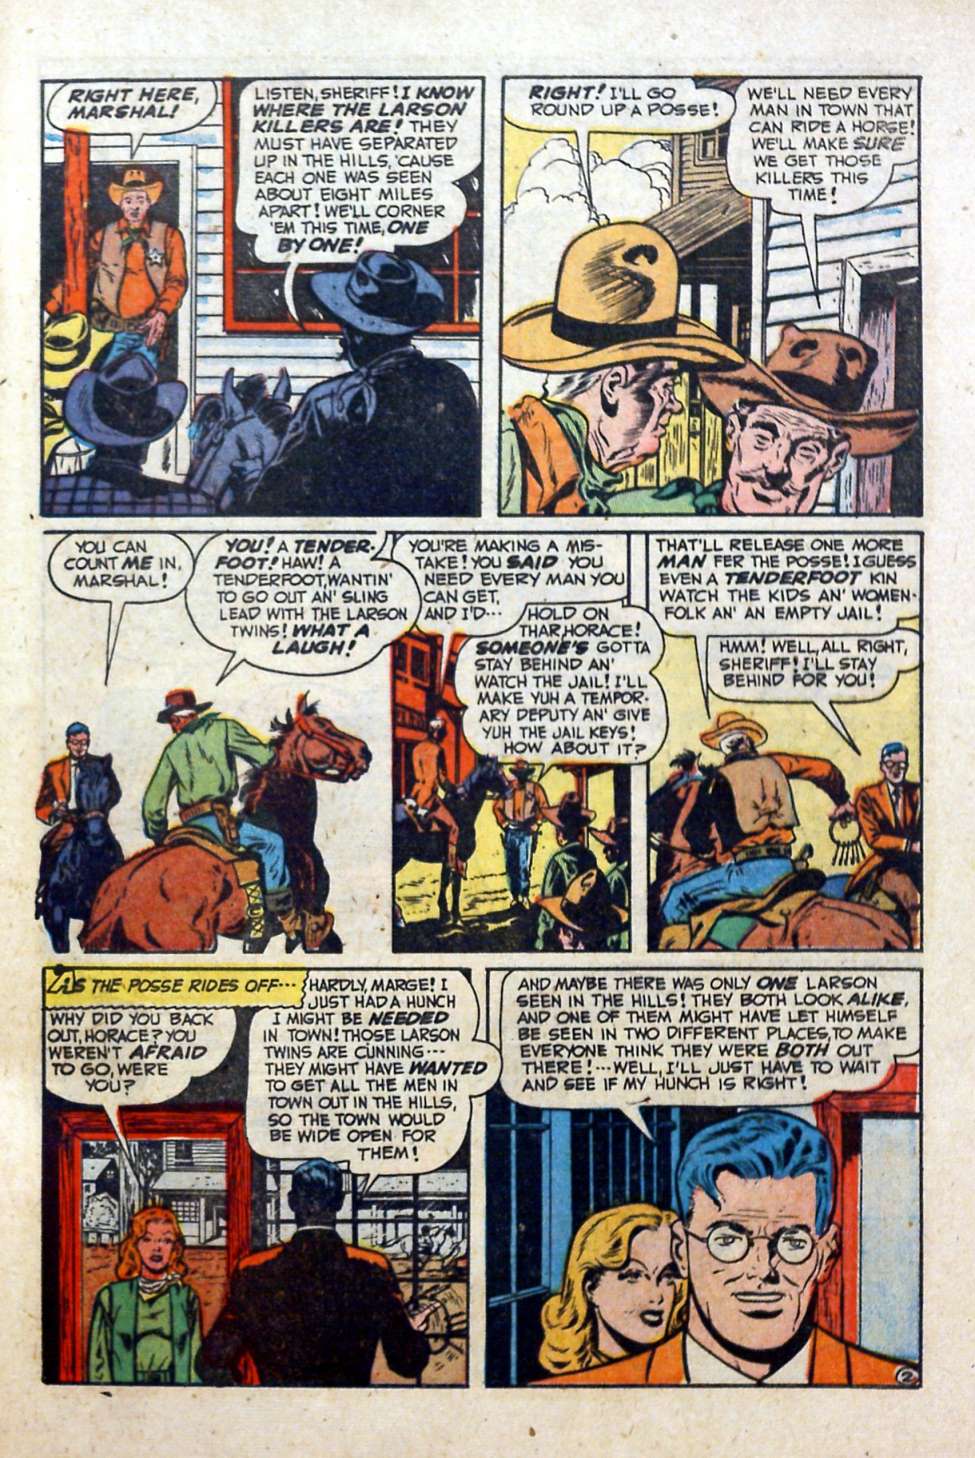 RIGHT HERE,
MARSHAL!
LISTEN, SHERIFF! I KNOW
WHERE THE LARSON
KILLERS ARE! THEY
MUST HAVE SEPARATED
UP IN THE HILLS, 'CAUSE
EACH ONE WAS SEEN
ABOUT EIGHT MILES
APART! WE'LL CORNER
'EM THIS TIME, ONE
BY ONE!
RIGHT! I'LL GO
ROUND UP A POSSE!
WE'LL NEED EVERY
MAN IN TOWN THAT
CAN RIDE A HORSE!
WE'LL MAKE SURE
WE GET THOSE
KILLERS THIS
TIME!
YOU CAN
COUNT ME IN,
MARSHAL!
YOU! A TENDER-
FOOT! HAW! A
TENDERFOOT, WANTIN'
TO GO OUT AN' SLING
LEAD WITH THE LARSON
TWINS! WHAT A
LAUGH!
YOU'RE MAKING A MIS-
TAKE! YOU SAID YOU
NEED EVERY MAN YOU
CAN GET,
AND I'D---
HOLD ON
THAR, HORACE!
SOMEONE'S GOTTA
STAY BEHIND AN'
WATCH THE JAIL! I'LL
MAKE YUH A TEMPOR-
ARY DEPUTY AN' GIVE
YUH THE JAIL KEYS!
HOW ABOUT IT?
THAT'LL RELEASE ONE MORE
MAN FER THE POSSE! I GUESS
EVEN A TENDERFOOT KIN
WATCH THE KIDS AN' WOMEN-
FOLK AN' AN EMPTY JAIL!
HMM! WELL, ALL RIGHT,
SHERIFF! I'LL STAY
BEHIND FOR YOU!
AS THE POSSE RIDES OFF---
WHY DID YOU BACK
OUT, HORACE? YOU
WEREN'T AFRAID
TO GO, WERE
YOU?
HARDLY, MARGE! I
JUST HAD A HUNCH
I MIGHT BE NEEDED
IN TOWN! THOSE LARSON
TWINS ARE CUNNING---
THEY MIGHT HAVE WANTED
TO GET ALL THE MEN IN
TOWN OUT IN THE HILLS,
SO THE TOWN WOULD
BE WIDE OPEN FOR
THEM!
AND MAYBE THERE WAS ONLY ONE LARSON
SEEN IN THE HILLS! THEY BOTH LOOK ALIKE,
AND ONE OF THEM MIGHT HAVE LET HIMSELF
BE SEEN IN TWO DIFFERENT PLACES, TO MAKE
EVERYONE THINK THEY WERE BOTH OUT
THERE! --- WELL, I'LL JUST HAVE TO WAIT
AND SEE IF MY HUNCH IS RIGHT!
2